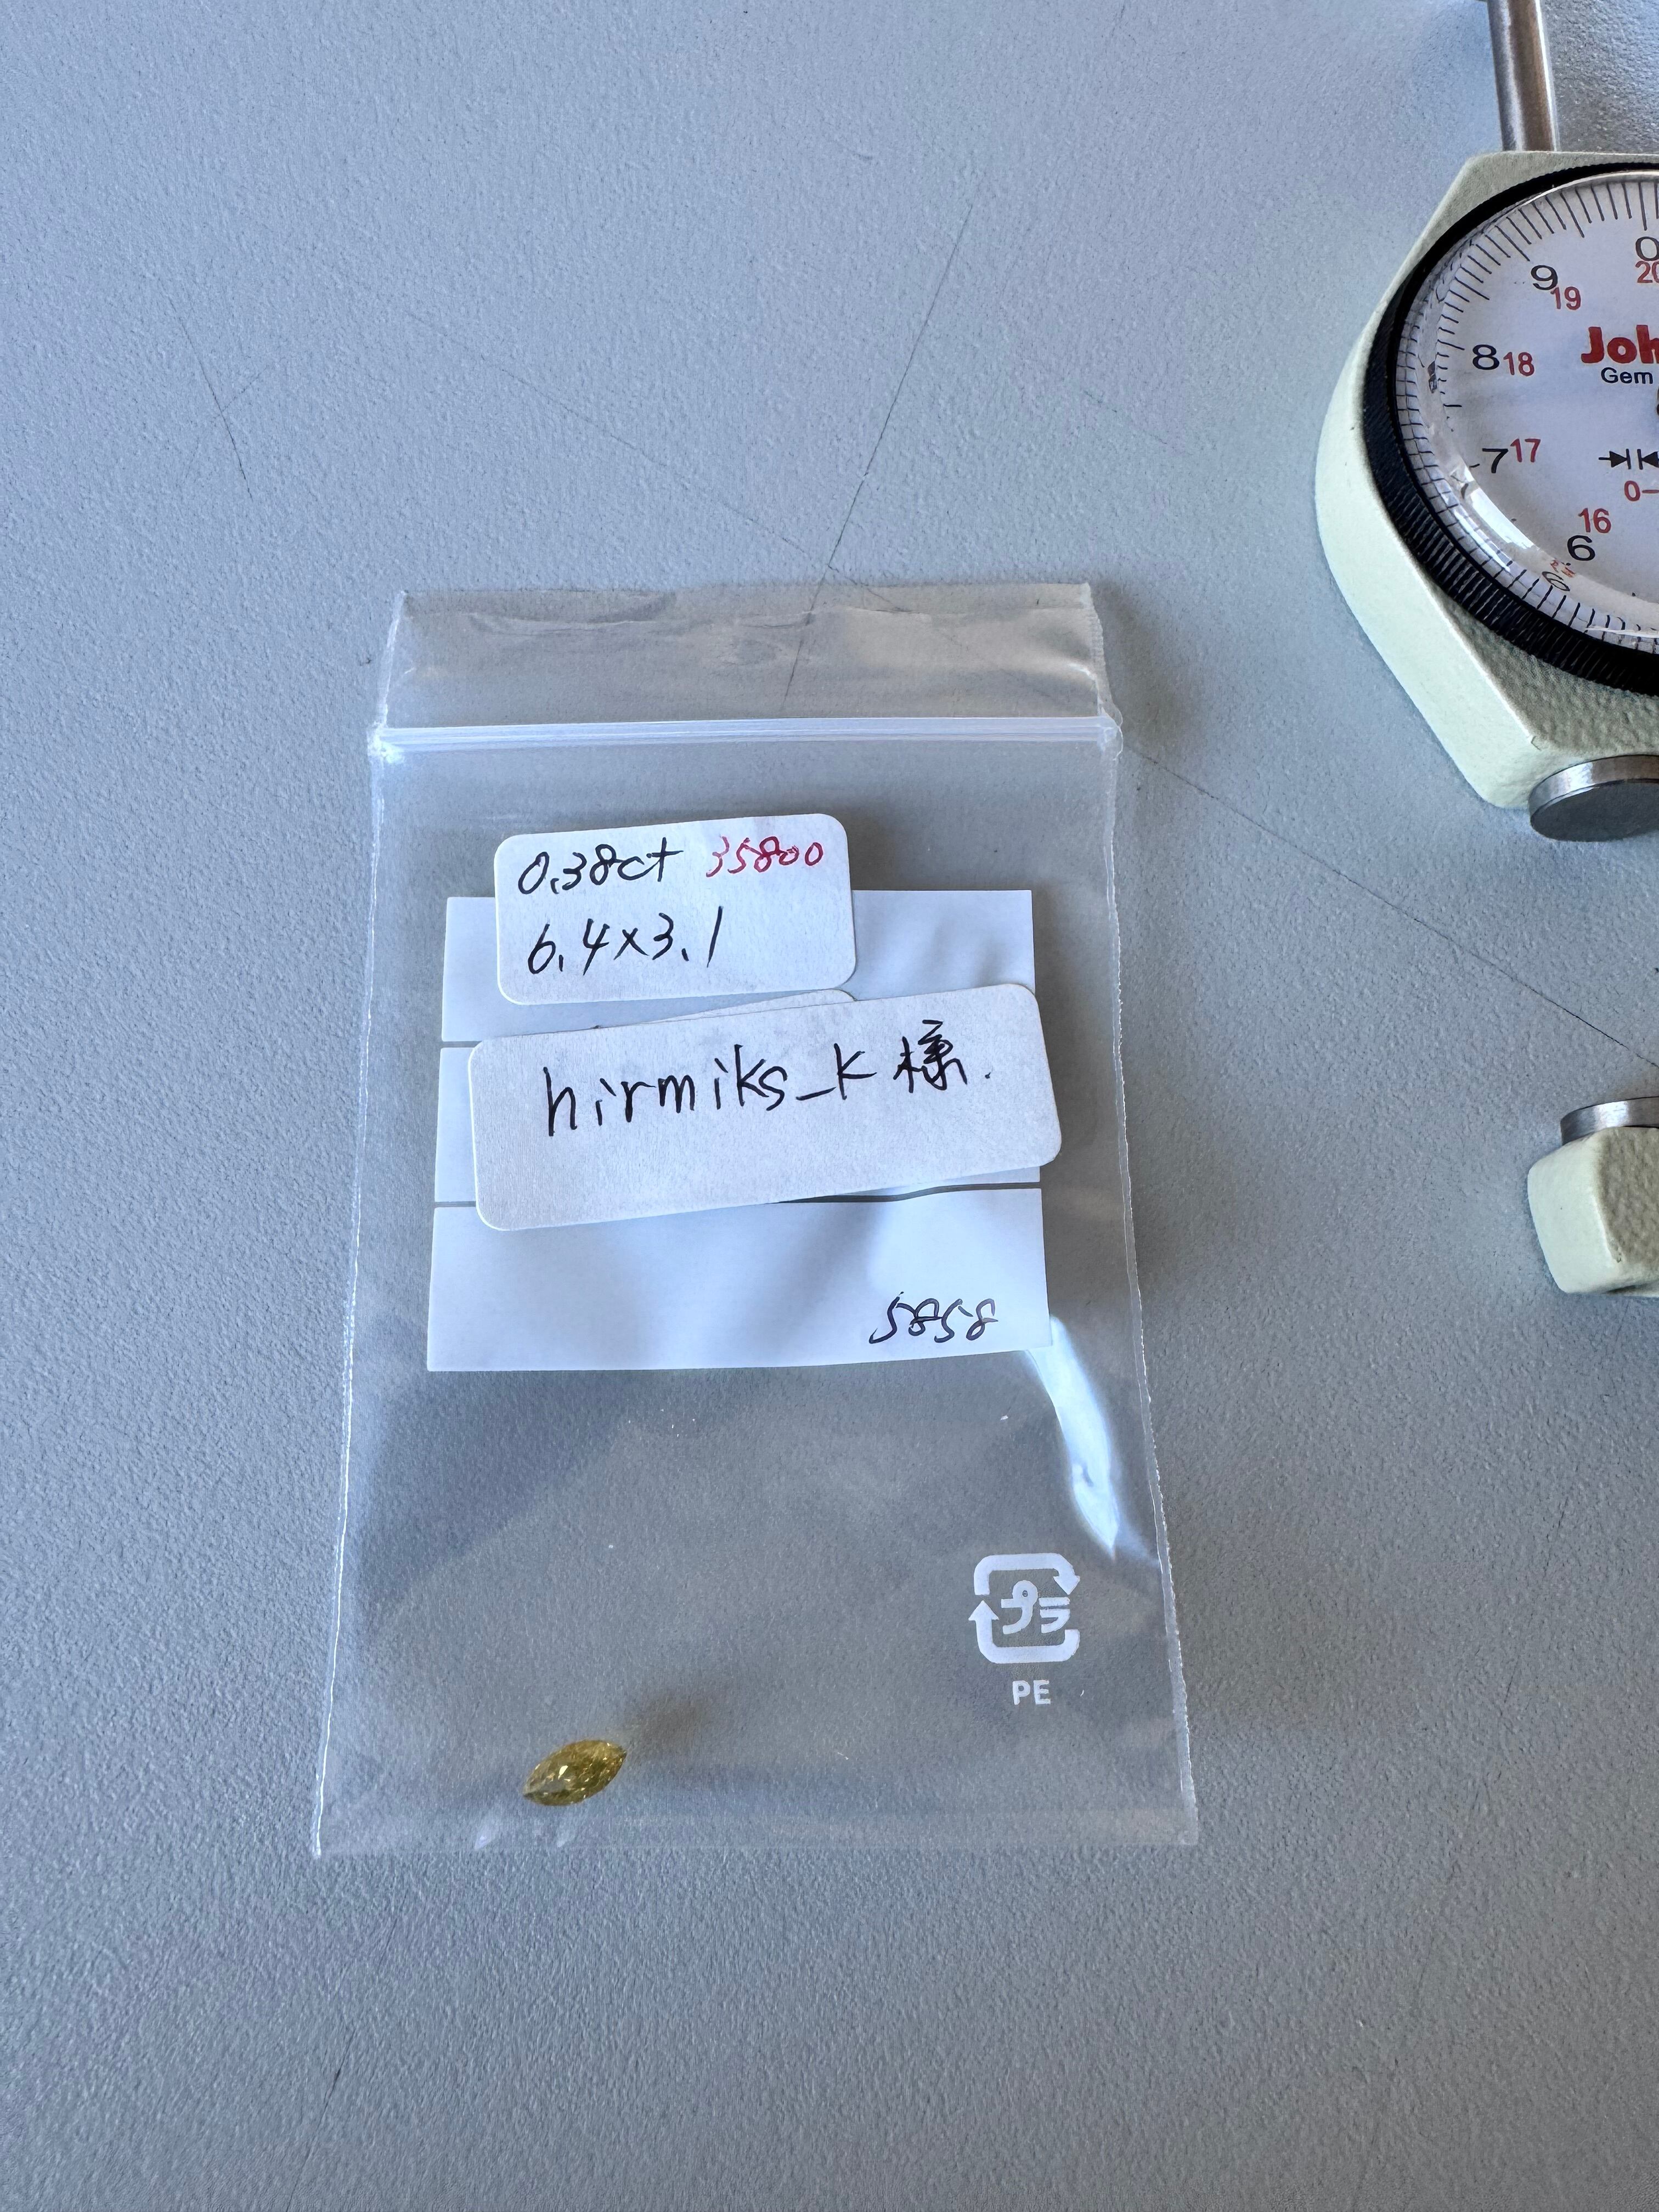 0
20
9
19
Joh
8 18
Gem
7 17
0-
16
6
0.38ct 35800
6.4×3.1
hirmiks_K 様.
5858
プラ
PE